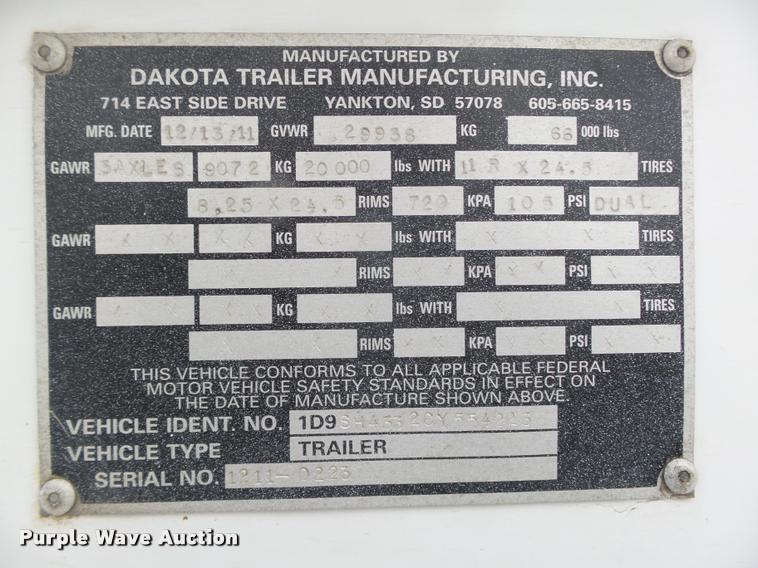 MANUFACTURED BY
DAKOTA TRAILER MANUFACTURING, INC.
714 EAST SIDE DRIVE YANKTON, SD 57078 605-665-8415
MFG. DATE 12/13/11 GVWR 29938 KG 66 000 lbs
GAWR 3AXLES 9072 KG 20000 lbs WITH 11 R X 24.5 TIRES
8.25 X 24.5 RIMS 720 KPA 105 PSI DUAL
GAWR X X X X KG X X lbs WITH X X TIRES
X X RIMS X X KPA X X PSI X X
GAWR X X X X KG X X lbs WITH X X TIRES
X X RIMS X X KPA X X PSI X X
THIS VEHICLE CONFORMS TO ALL APPLICABLE FEDERAL
MOTOR VEHICLE SAFETY STANDARDS IN EFFECT ON
THE DATE OF MANUFACTURE SHOWN ABOVE.
VEHICLE IDENT. NO. 1D9
VEHICLE TYPE TRAILER
SERIAL NO. 1211-0223
Purple Wave Auction